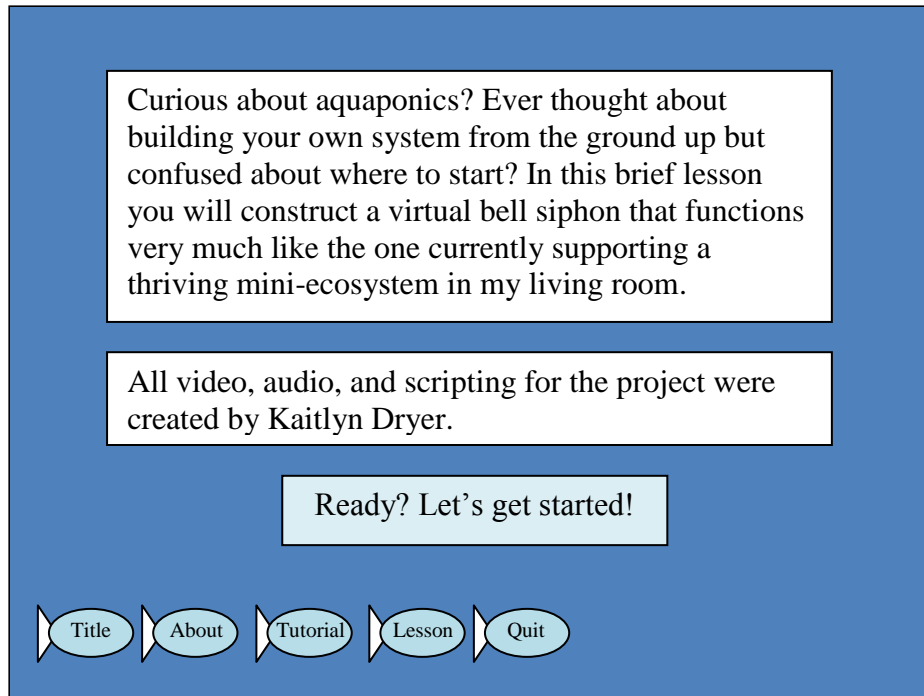 Curious about aquaponics? Ever thought about
building your own system from the ground up but
confused about where to start? In this brief lesson
you will construct a virtual bell siphon that functions
very much like the one currently supporting a
thriving mini-ecosystem in my living room.
All video, audio, and scripting for the project were
created by Kaitlyn Dryer.
Ready? Let’s get started!
Title About Tutorial Lesson Quit